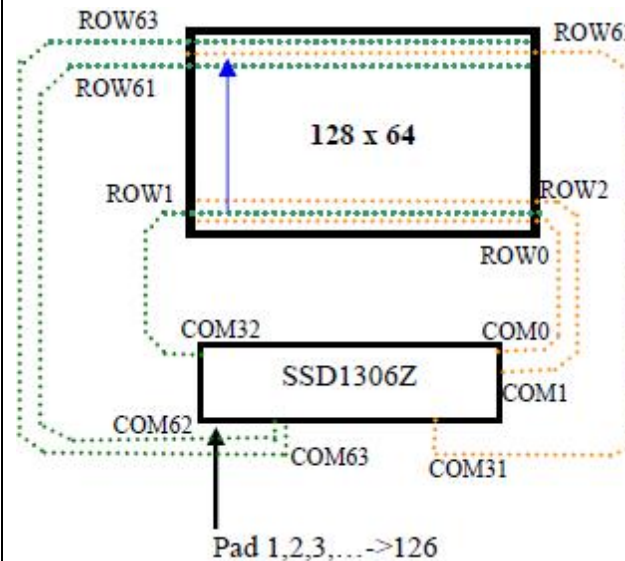 ROW63
ROW6
ROW61
128 x 64
ROW1
ROW2
ROW0
COM32
COM0
SSD1306Z
COM1
COM62
COM63
COM31
Pad 1,2,3,…->126